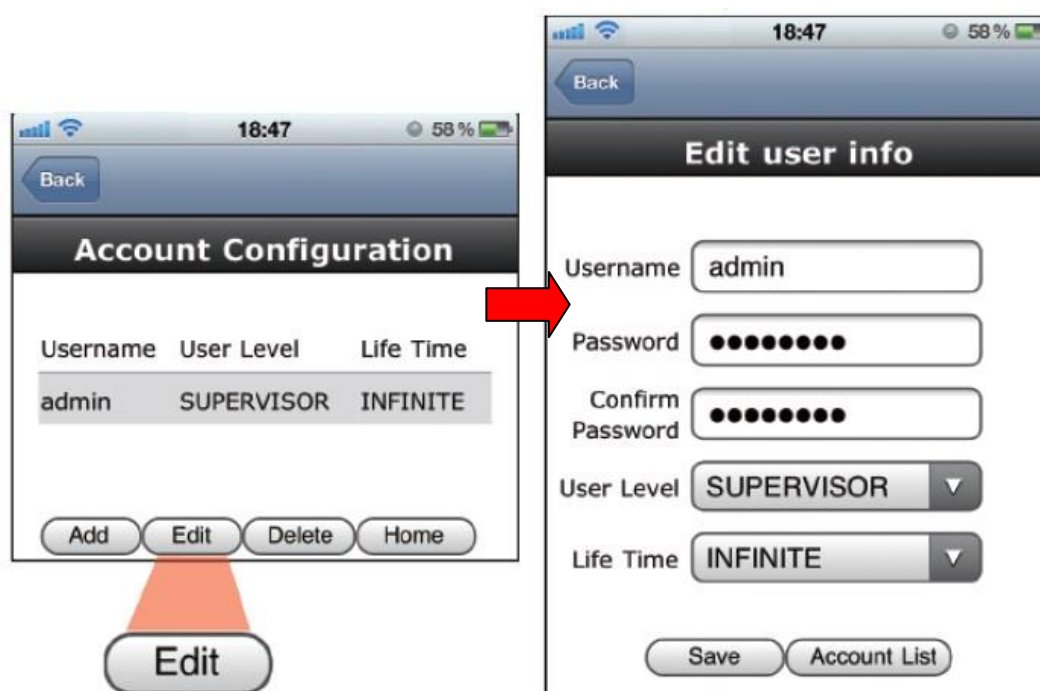 18:47
58%
Back
Account Configuration
Username User Level Life Time
admin SUPERVISOR INFINITE
Add Edit Delete Home
Edit
18:47
58%
Back
Edit user info
Username admin
Password ●●●●●●●●
Confirm
Password ●●●●●●●●
User Level SUPERVISOR
Life Time INFINITE
Save Account List